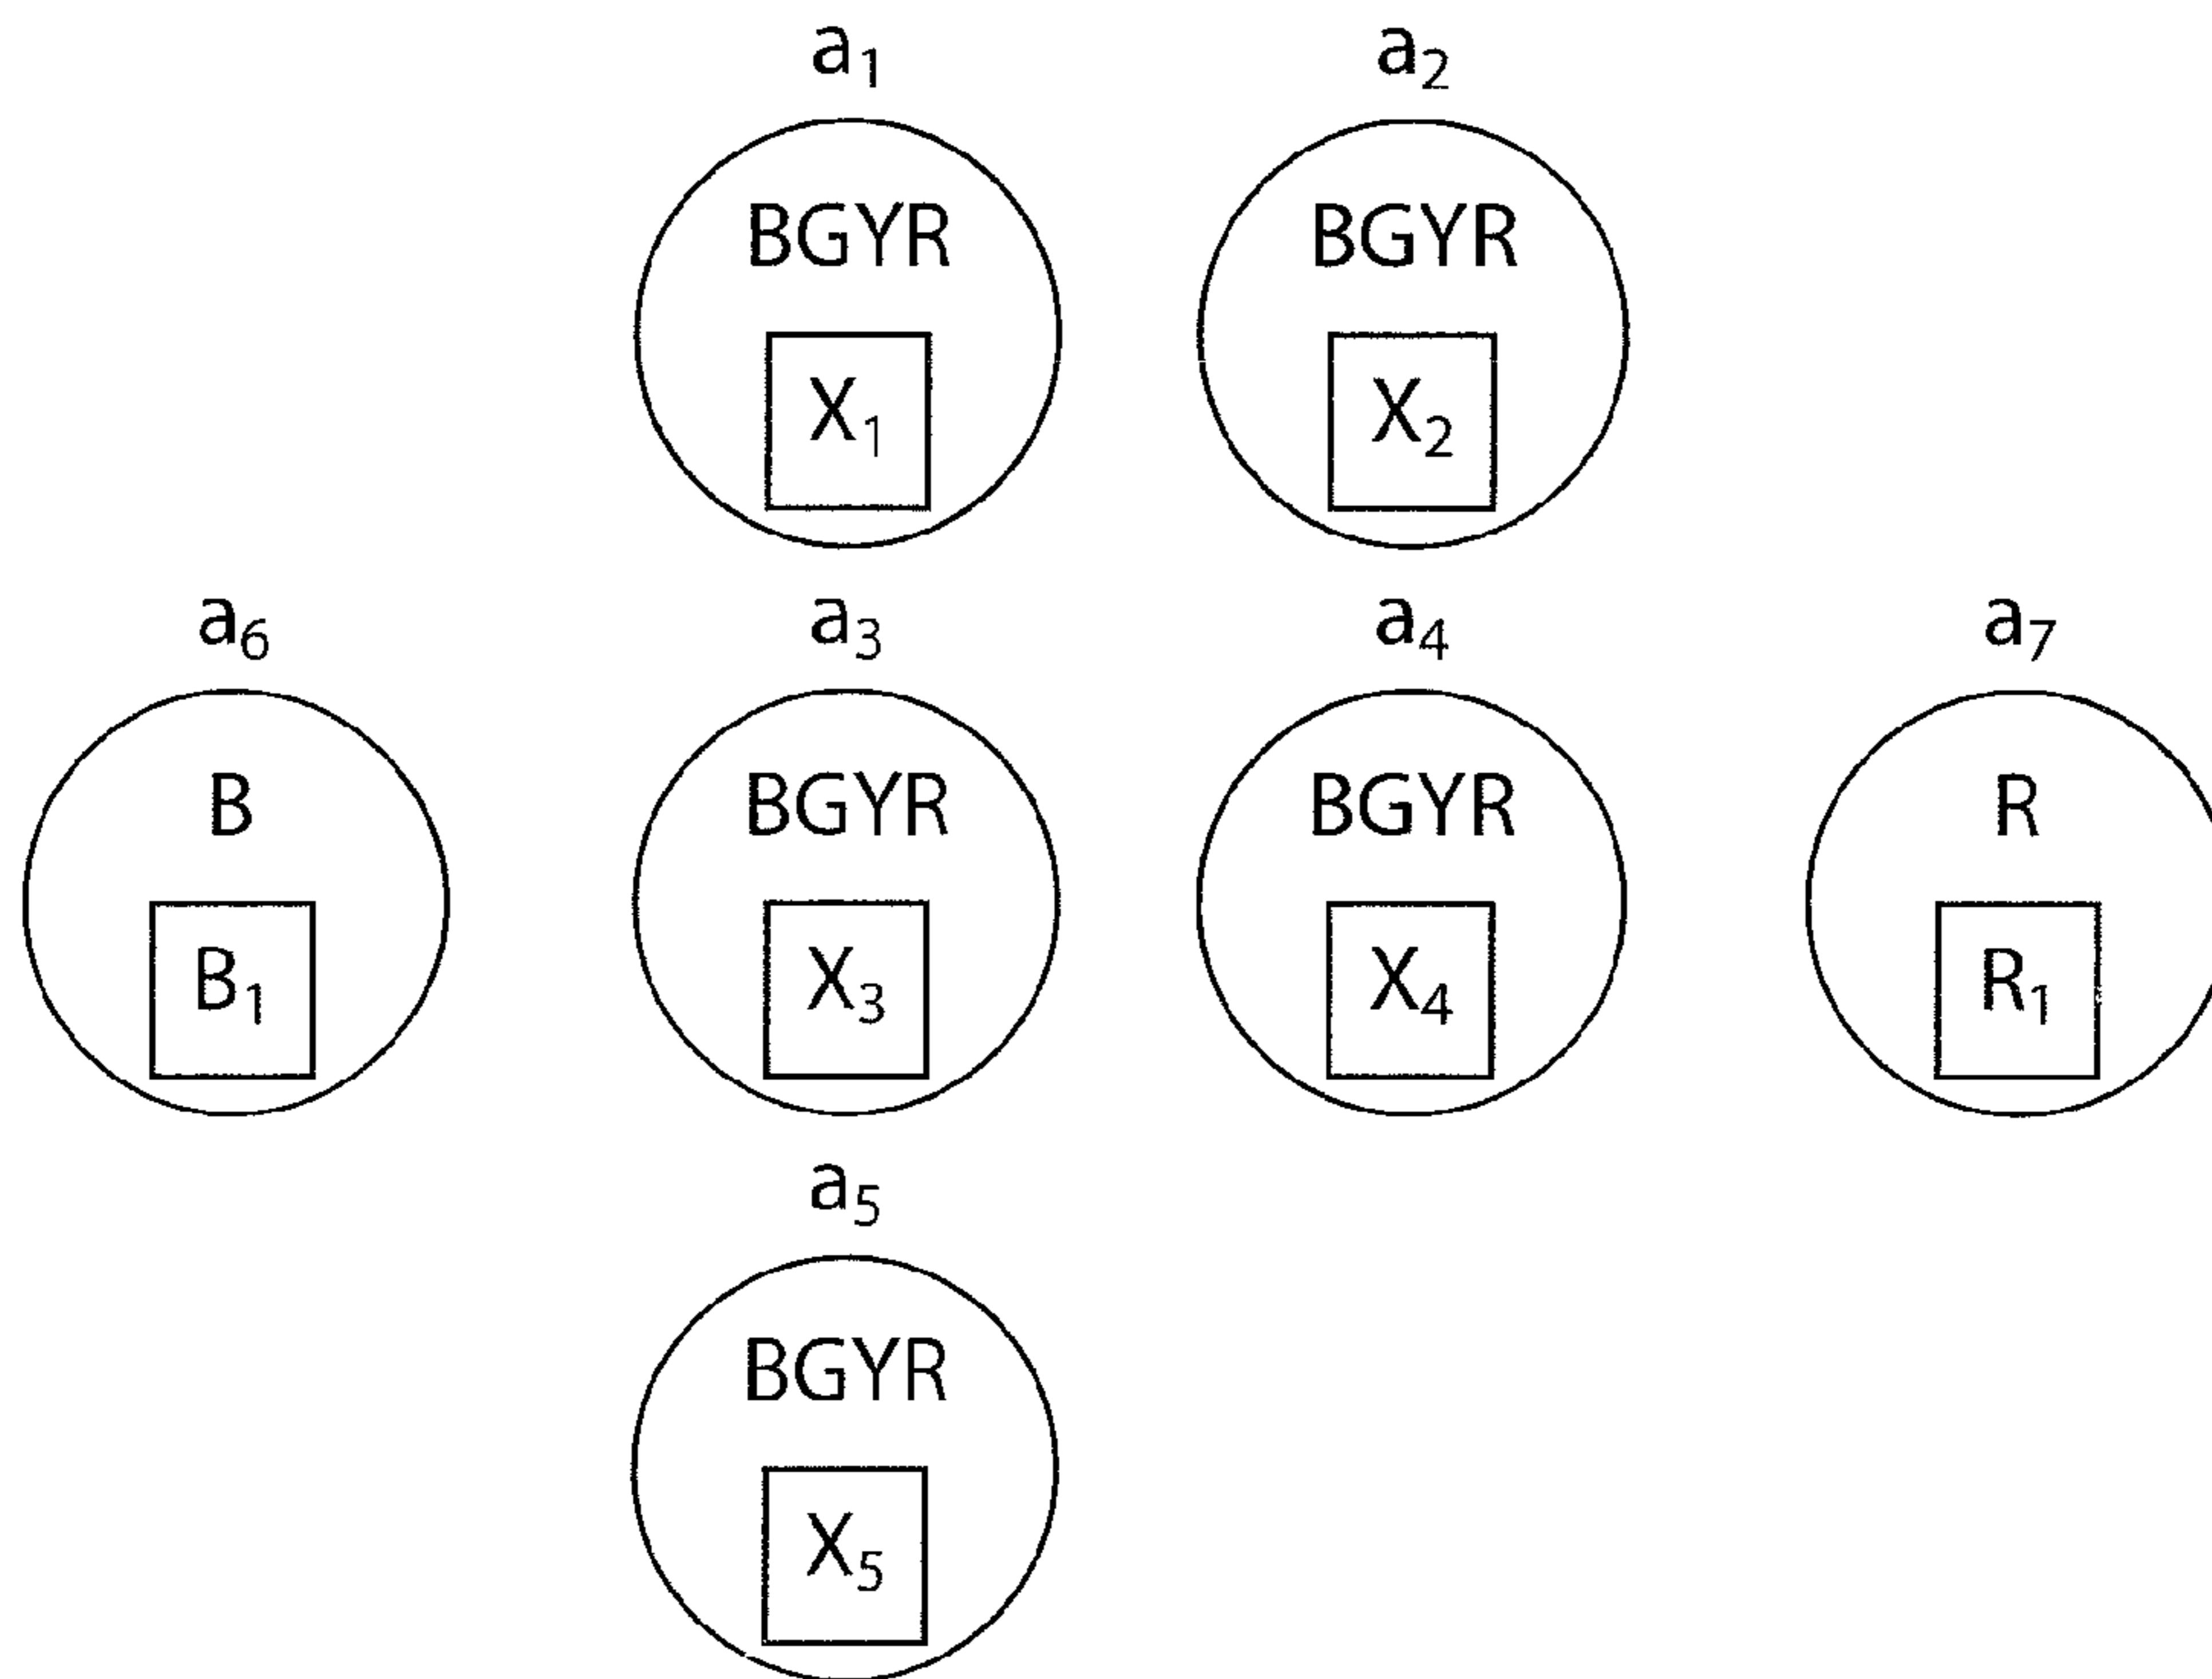 a₁ a₂
BGYR BGYR
X₁ X₂
a₆ a₃ a₄ a₇
B BGYR BGYR R
B₁ X₃ X₄ R₁
a₅
BGYR
X₅